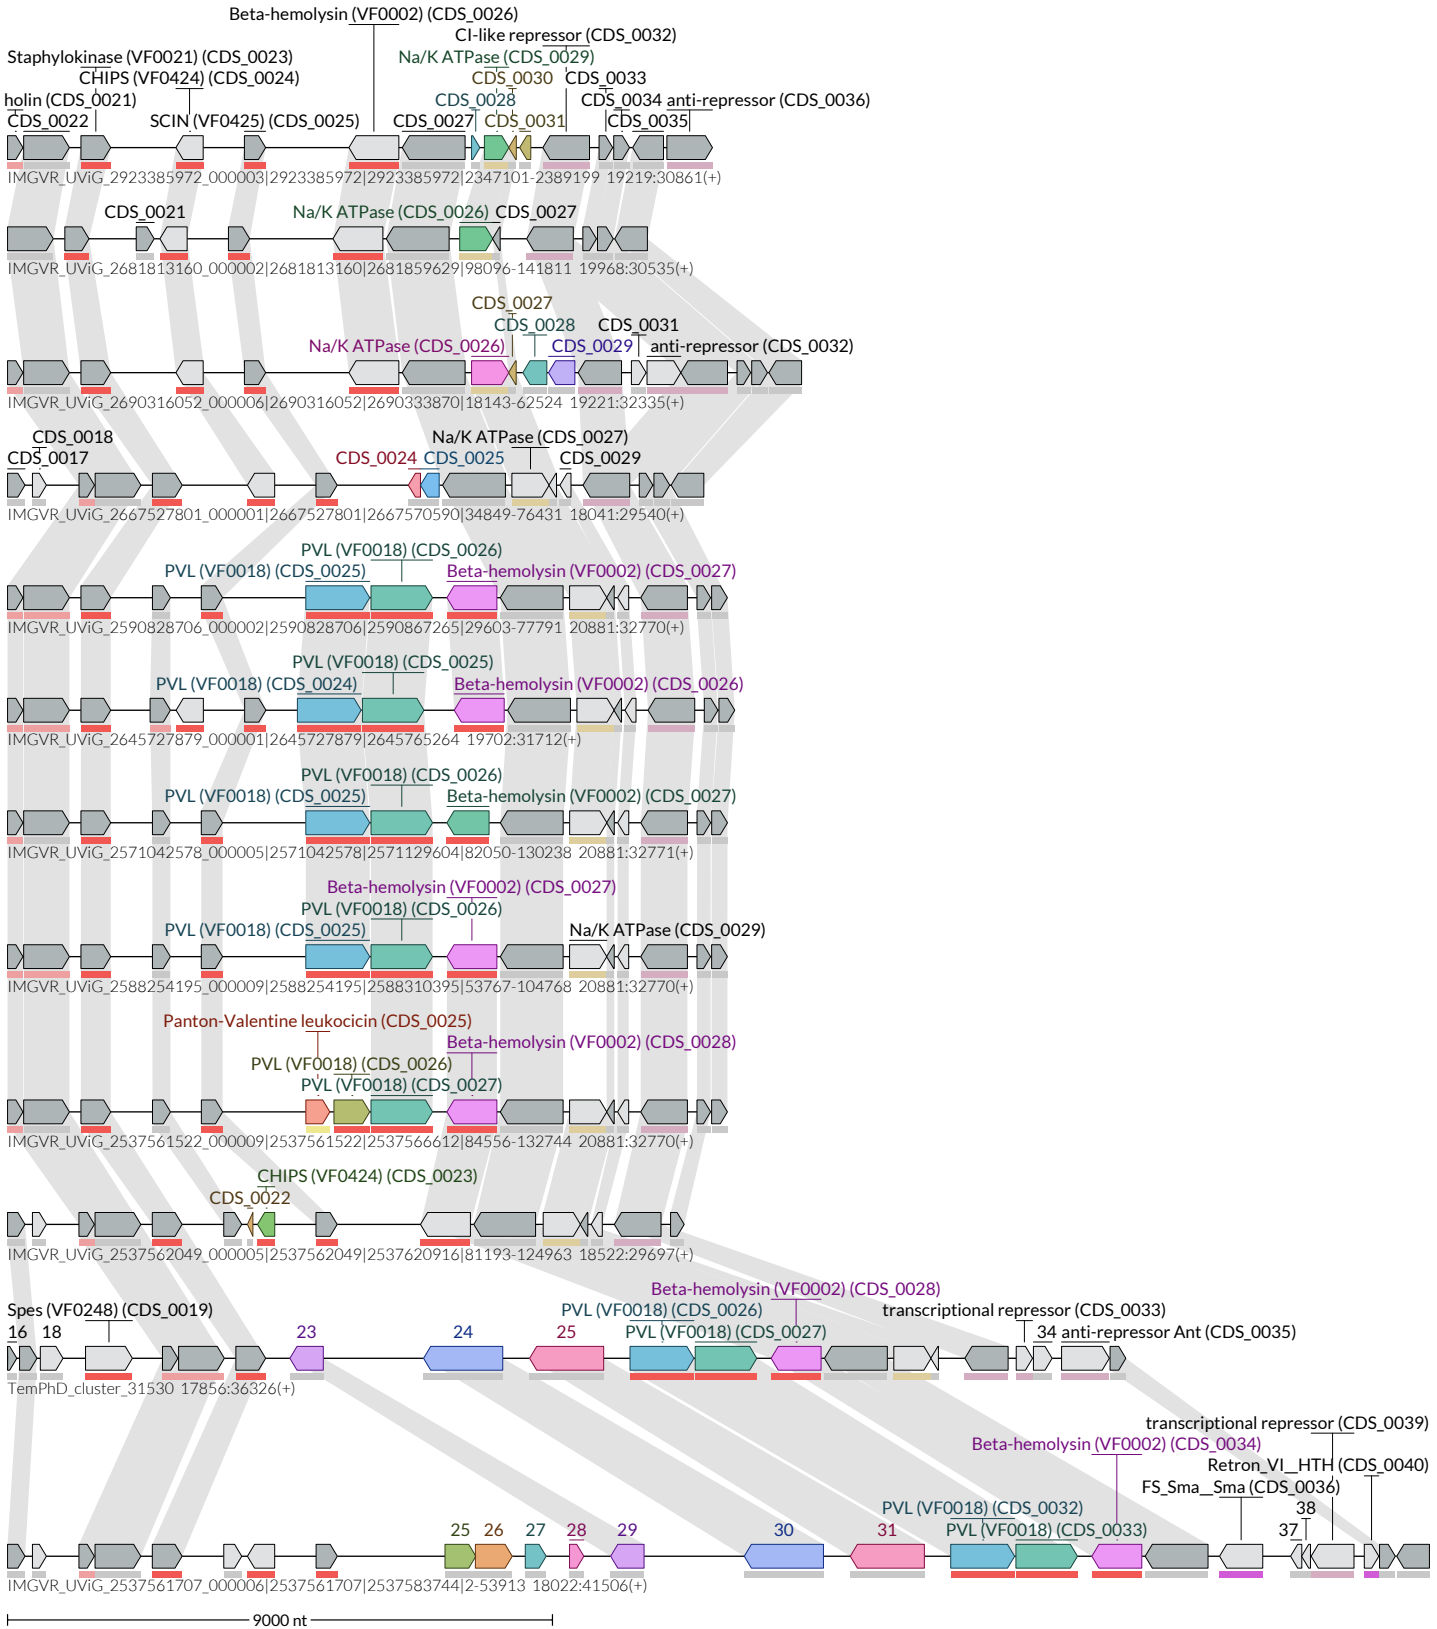 Beta-hemolysin (VF0002) (CDS_0026)
CI-like repressor (CDS_0032)
Staphylokinase (VF0021) (CDS_0023)
Na/K ATPase (CDS_0029)
CHIPS (VF0424) (CDS_0024)
CDS_0030
CDS_0033
holin (CDS_0021)
CDS_0028
CDS_0034
anti-repressor (CDS_0036)
CDS_0022
SCIN (VF0425) (CDS_0025)
CDS_0027
CDS_0031
CDS_0035
IMGVR_UViG_2923385972_000003|2923385972|2923385972|2347101-2389199 19219:30861(+)
CDS_0021
Na/K ATPase (CDS_0026)
CDS_0027
IMGVR_UViG_2681813160_000002|2681813160|2681859629|98096-141811 19968:30535(+)
CDS_0027
CDS_0028
CDS_0031
Na/K ATPase (CDS_0026)
CDS_0029
anti-repressor (CDS_0032)
IMGVR_UViG_2690316052_000006|2690316052|2690333870|18143-62524 19221:32335(+)
CDS_0018
Na/K ATPase (CDS_0027)
CDS_0017
CDS_0024
CDS_0025
CDS_0029
IMGVR_UViG_2667527801_000001|2667527801|2667570590|34849-76431 18041:29540(+)
PVL (VF0018) (CDS_0026)
PVL (VF0018) (CDS_0025)
Beta-hemolysin (VF0002) (CDS_0027)
IMGVR_UViG_2590828706_000002|2590828706|2590867265|29603-77791 20881:32770(+)
PVL (VF0018) (CDS_0025)
PVL (VF0018) (CDS_0024)
Beta-hemolysin (VF0002) (CDS_0026)
IMGVR_UViG_2645727879_000001|2645727879|2645765264 19702:31712(+)
PVL (VF0018) (CDS_0026)
PVL (VF0018) (CDS_0025)
Beta-hemolysin (VF0002) (CDS_0027)
IMGVR_UViG_2571042578_000005|2571042578|2571129604|82050-130238 20881:32771(+)
Beta-hemolysin (VF0002) (CDS_0027)
PVL (VF0018) (CDS_0026)
PVL (VF0018) (CDS_0025)
Na/K ATPase (CDS_0029)
IMGVR_UViG_2588254195_000009|2588254195|2588310395|53767-104768 20881:32770(+)
Panton-Valentine leukocicin (CDS_0025)
Beta-hemolysin (VF0002) (CDS_0028)
PVL (VF0018) (CDS_0026)
PVL (VF0018) (CDS_0027)
IMGVR_UViG_2537561522_000009|2537561522|2537566612|84556-132744 20881:32770(+)
CHIPS (VF0424) (CDS_0023)
CDS_0022
IMGVR_UViG_2537562049_000005|2537562049|2537620916|81193-124963 18522:29697(+)
Beta-hemolysin (VF0002) (CDS_0028)
Spes (VF0248) (CDS_0019)
PVL (VF0018) (CDS_0026)
transcriptional repressor (CDS_0033)
16
18
23
24
25
PVL (VF0018) (CDS_0027)
34
anti-repressor Ant (CDS_0035)
TemPhD_cluster_31530 17856:36326(+)
transcriptional repressor (CDS_0039)
Beta-hemolysin (VF0002) (CDS_0034)
Retron_VI__HTH (CDS_0040)
FS_Sma__Sma (CDS_0036)
PVL (VF0018) (CDS_0032)
38
25
26
27
28
29
30
31
PVL (VF0018) (CDS_0033)
37
IMGVR_UViG_2537561707_000006|2537561707|2537583744|2-53913 18022:41506(+)
9000 nt